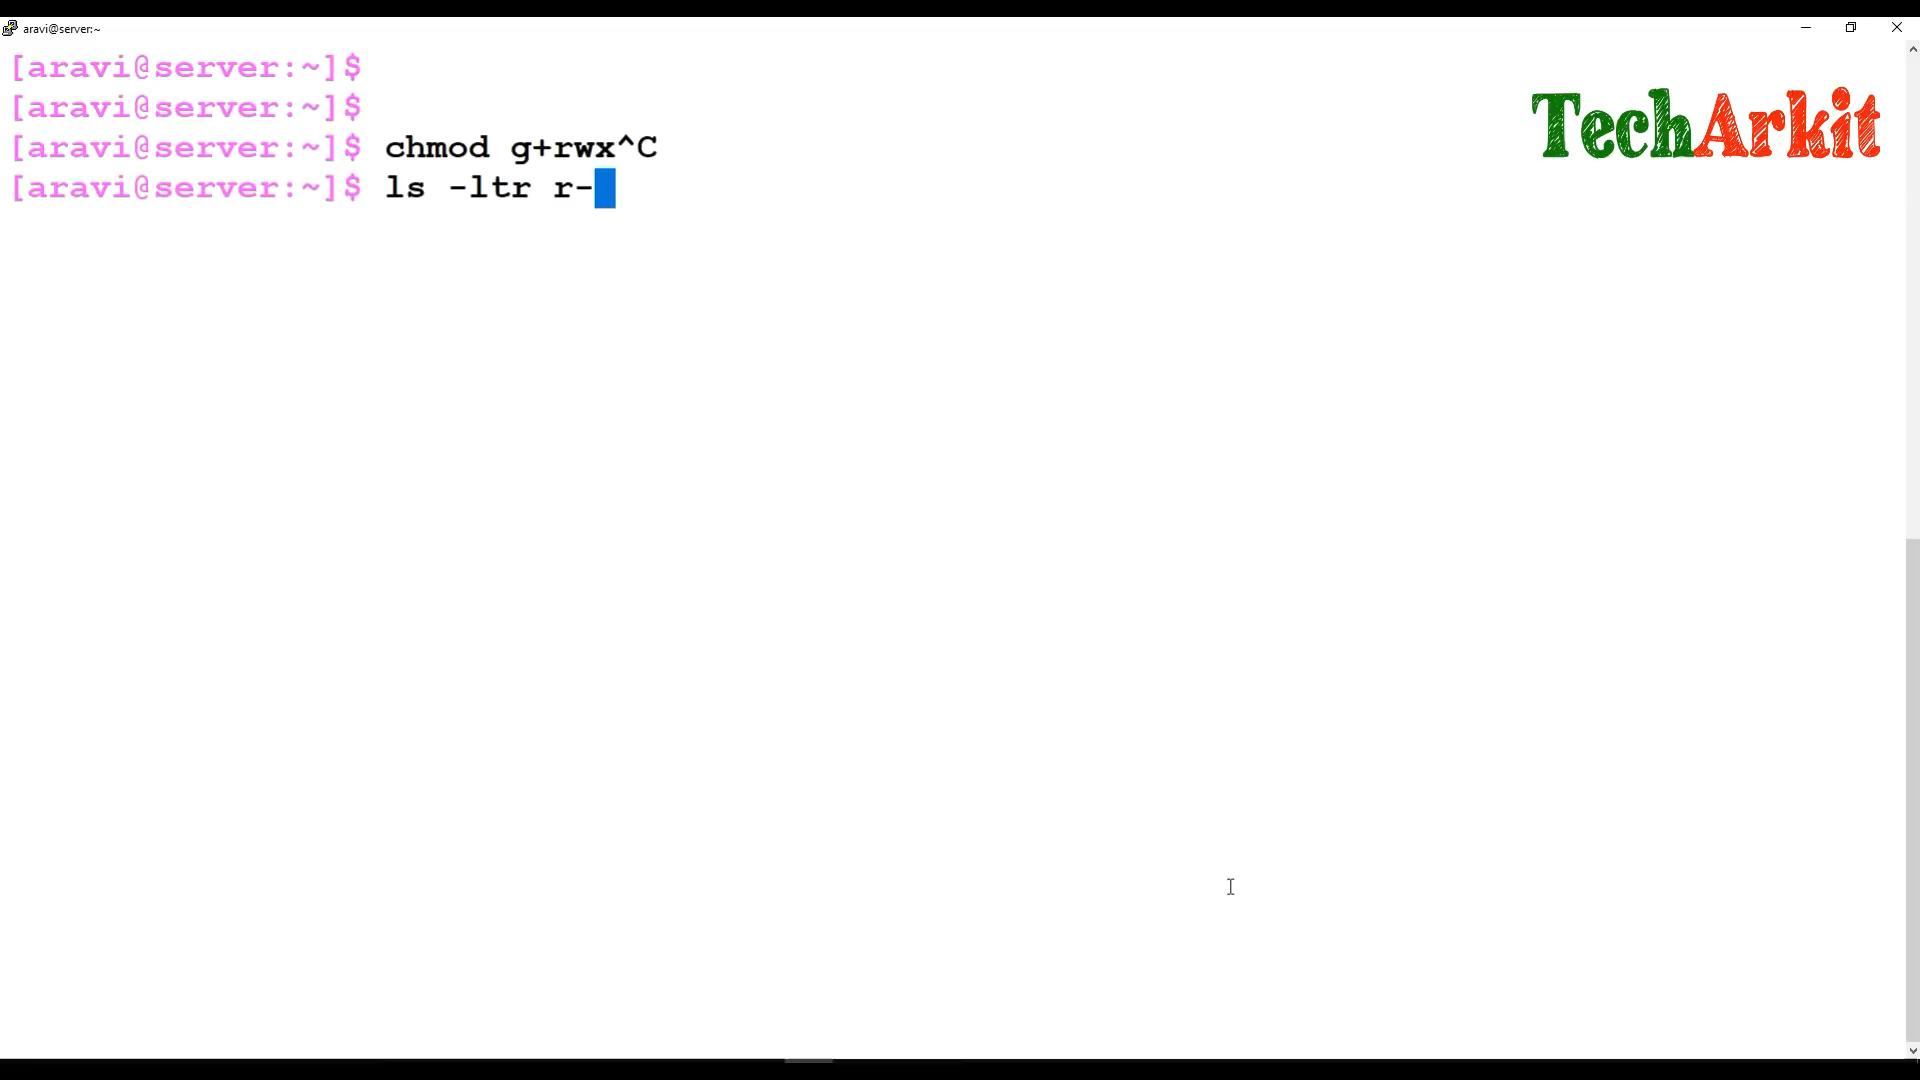 aravi@server:~
[aravi@server:~]$
[aravi@server:~]$
[aravi@server:~]$ chmod g+rwx^C
[aravi@server:~]$ ls -ltr r-
TechArkit